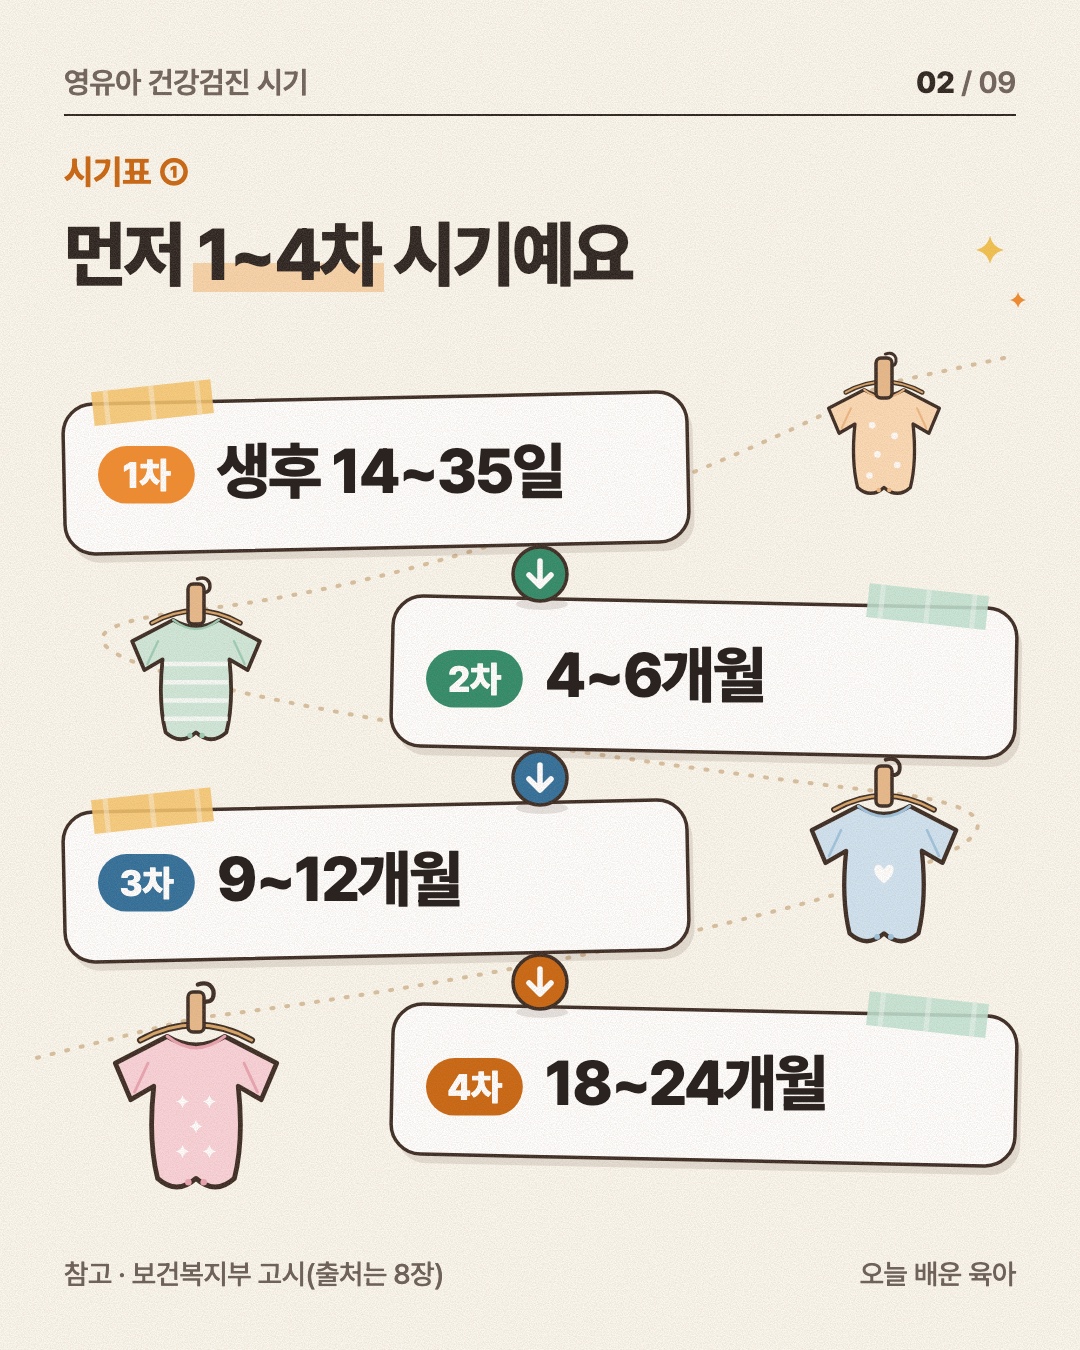 영유아 건강검진 시기
02 / 09
시기표 ①
먼저 1~4차 시기예요
1차 생후 14~35일
2차 4~6개월
3차 9~12개월
4차 18~24개월
참고 · 보건복지부 고시(출처는 8장)
오늘 배운 육아